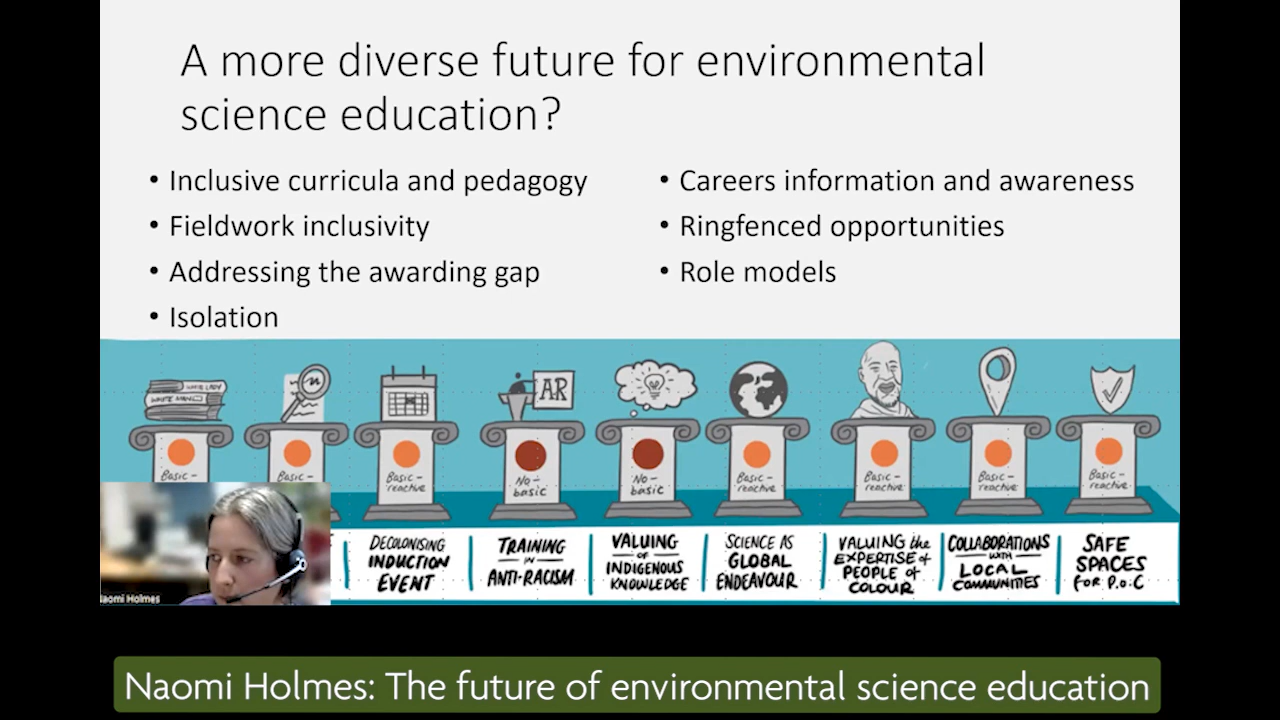 A more diverse future for environmental
science education?
• Inclusive curricula and pedagogy
• Fieldwork inclusivity
• Addressing the awarding gap
• Isolation
• Careers information and awareness
• Ringfenced opportunities
• Role models
WHITE LADY
WHITE MAN
AR
Basic -
Basic -
Basic -
reactive
No -
basic
No -
basic
Basic -
reactive
Basic -
reactive
Basic -
reactive
Basic -
reactive
DECOLONISING
INDUCTION
EVENT
TRAINING
IN
ANTI-RACISM
VALUING
OF
INDIGENOUS
KNOWLEDGE
SCIENCE AS
GLOBAL
ENDEAVOUR
VALUING the
EXPERTISE of
PEOPLE of
COLOUR
COLLABORATIONS
WITH
LOCAL
COMMUNITIES
SAFE
SPACES
for P.o.C
Naomi Holmes
Naomi Holmes: The future of environmental science education